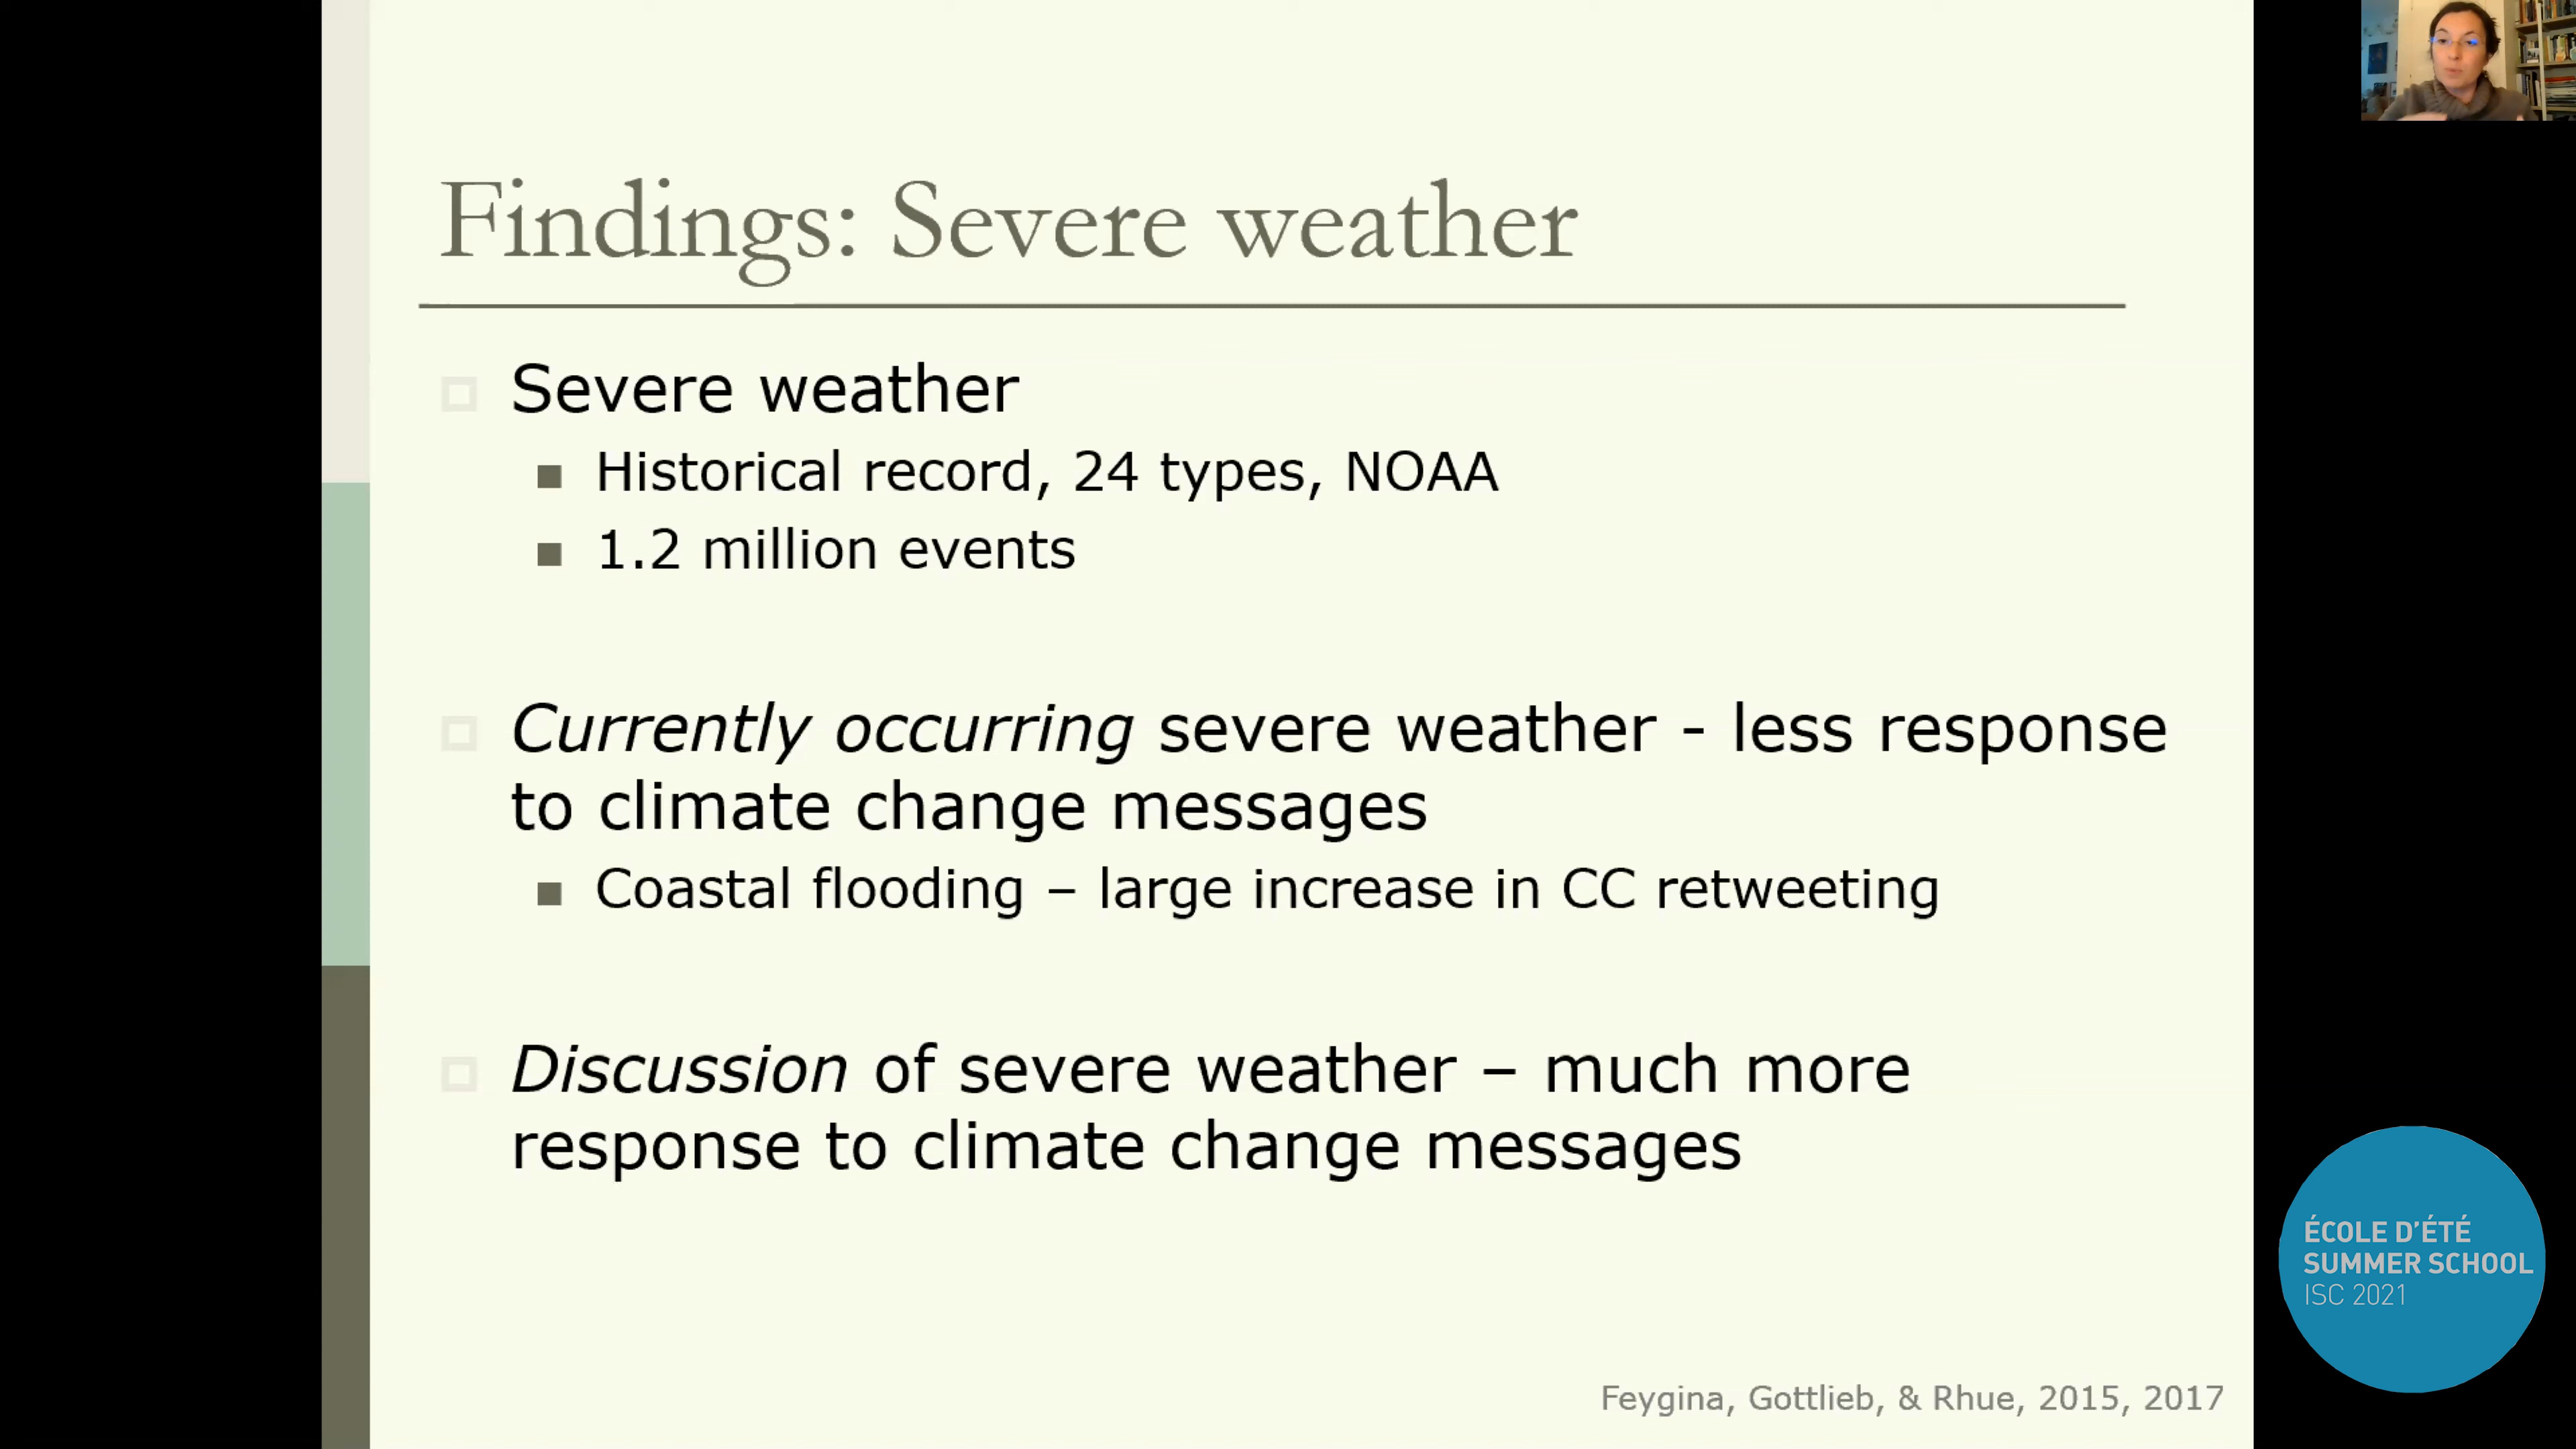 Findings: Severe weather
Severe weather
Historical record, 24 types, NOAA
1.2 million events
Currently occurring severe weather - less response
to climate change messages
Coastal flooding – large increase in CC retweeting
Discussion of severe weather – much more
response to climate change messages
Feygina, Gottlieb, & Rhue, 2015, 2017
ÉCOLE D'ÉTÉ
SUMMER SCHOOL
ISC 2021